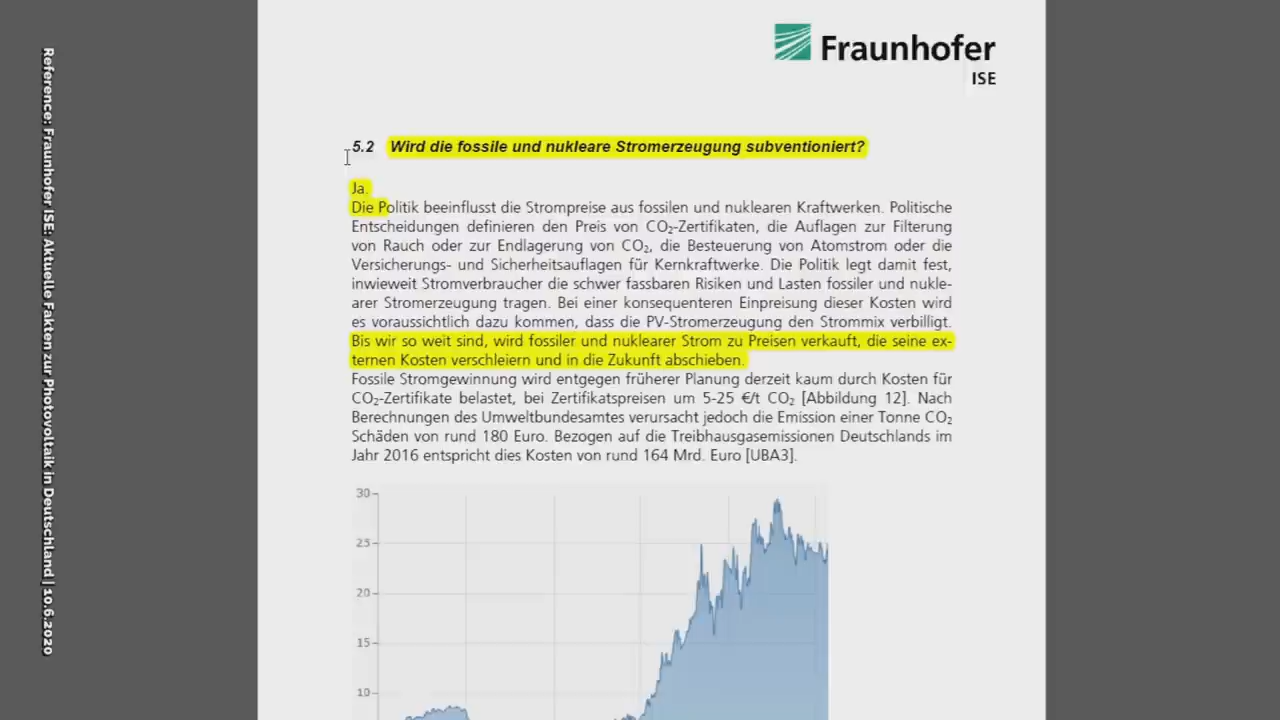 Reference: Fraunhofer ISE: Aktuelle Fakten zur Photovoltaik in Deutschland | 10.6.2020
Fraunhofer
ISE
5.2 Wird die fossile und nukleare Stromerzeugung subventioniert?
Ja.
Die Politik beeinflusst die Strompreise aus fossilen und nuklearen Kraftwerken. Politische
Entscheidungen definieren den Preis von CO₂-Zertifikaten, die Auflagen zur Filterung
von Rauch oder zur Endlagerung von CO₂, die Besteuerung von Atomstrom oder die
Versicherungs- und Sicherheitsauflagen für Kernkraftwerke. Die Politik legt damit fest,
inwieweit Stromverbraucher die schwer fassbaren Risiken und Lasten fossiler und nukle-
arer Stromerzeugung tragen. Bei einer konsequenteren Einpreisung dieser Kosten wird
es voraussichtlich dazu kommen, dass die PV-Stromerzeugung den Strommix verbilligt.
Bis wir so weit sind, wird fossiler und nuklearer Strom zu Preisen verkauft, die seine ex-
ternen Kosten verschleiern und in die Zukunft abschieben.
Fossile Stromgewinnung wird entgegen früherer Planung derzeit kaum durch Kosten für
CO₂-Zertifikate belastet, bei Zertifikatspreisen um 5-25 €/t CO₂ [Abbildung 12]. Nach
Berechnungen des Umweltbundesamtes verursacht jedoch die Emission einer Tonne CO₂
Schäden von rund 180 Euro. Bezogen auf die Treibhausgasemissionen Deutschlands im
Jahr 2016 entspricht dies Kosten von rund 164 Mrd. Euro [UBA3].
30
25
20
15
10